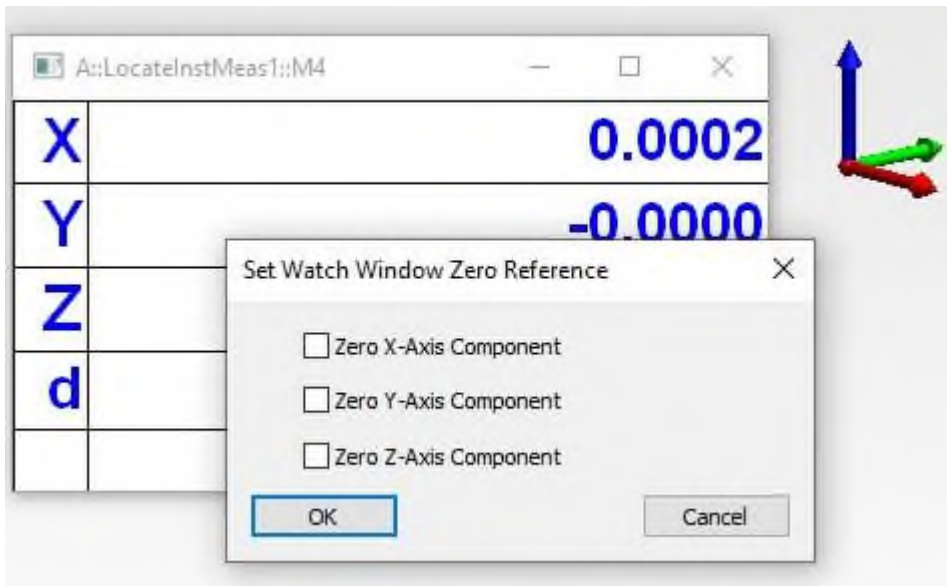 A::LocateInstMeas1::M4
X 0.0002
Y -0.0000
Z
d
Set Watch Window Zero Reference
Zero X-Axis Component
Zero Y-Axis Component
Zero Z-Axis Component
OK Cancel